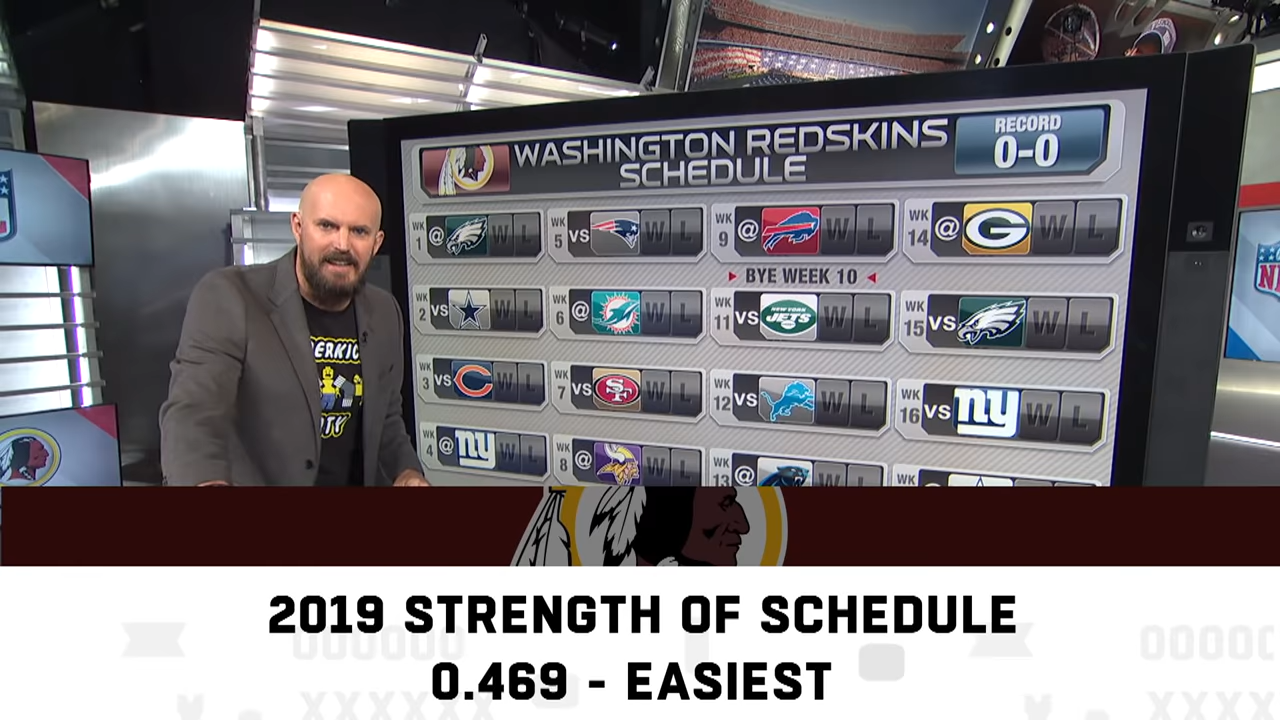 WASHINGTON REDSKINS
SCHEDULE
RECORD
0-0
WK 1 @ W L
WK 2 VS W L
WK 3 VS W L
WK 4 @ NY W L
WK 5 VS W L
WK 6 @ W L
WK 7 VS SF W L
WK 8 @ W L
WK 9 @ W L
BYE WEEK 10
WK 11 VS NEW YORK JETS W L
WK 12 VS W L
WK 13 @ W L
WK 14 @ G W L
WK 15 VS W L
WK 16 VS NY W L
WK
2019 STRENGTH OF SCHEDULE
0.469 - EASIEST